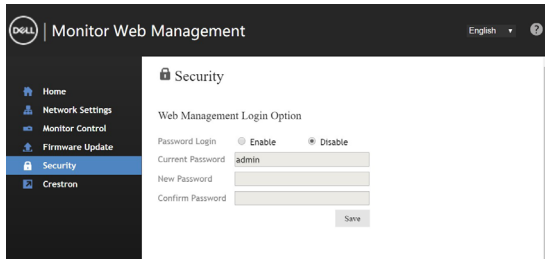 DELL | Monitor Web Management
English
?
Home
Network Settings
Monitor Control
Firmware Update
Security
Crestron
Security
Web Management Login Option
Password Login Enable Disable
Current Password admin
New Password
Confirm Password
Save